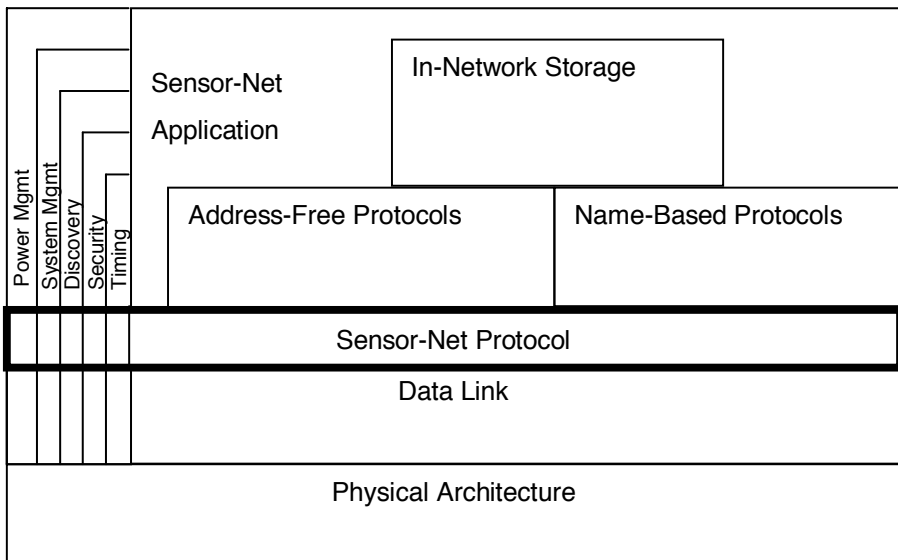 In-Network Storage
Sensor-Net
Application
Power Mgmt
System Mgmt
Discovery
Security
Timing
Address-Free Protocols
Name-Based Protocols
Sensor-Net Protocol
Data Link
Physical Architecture